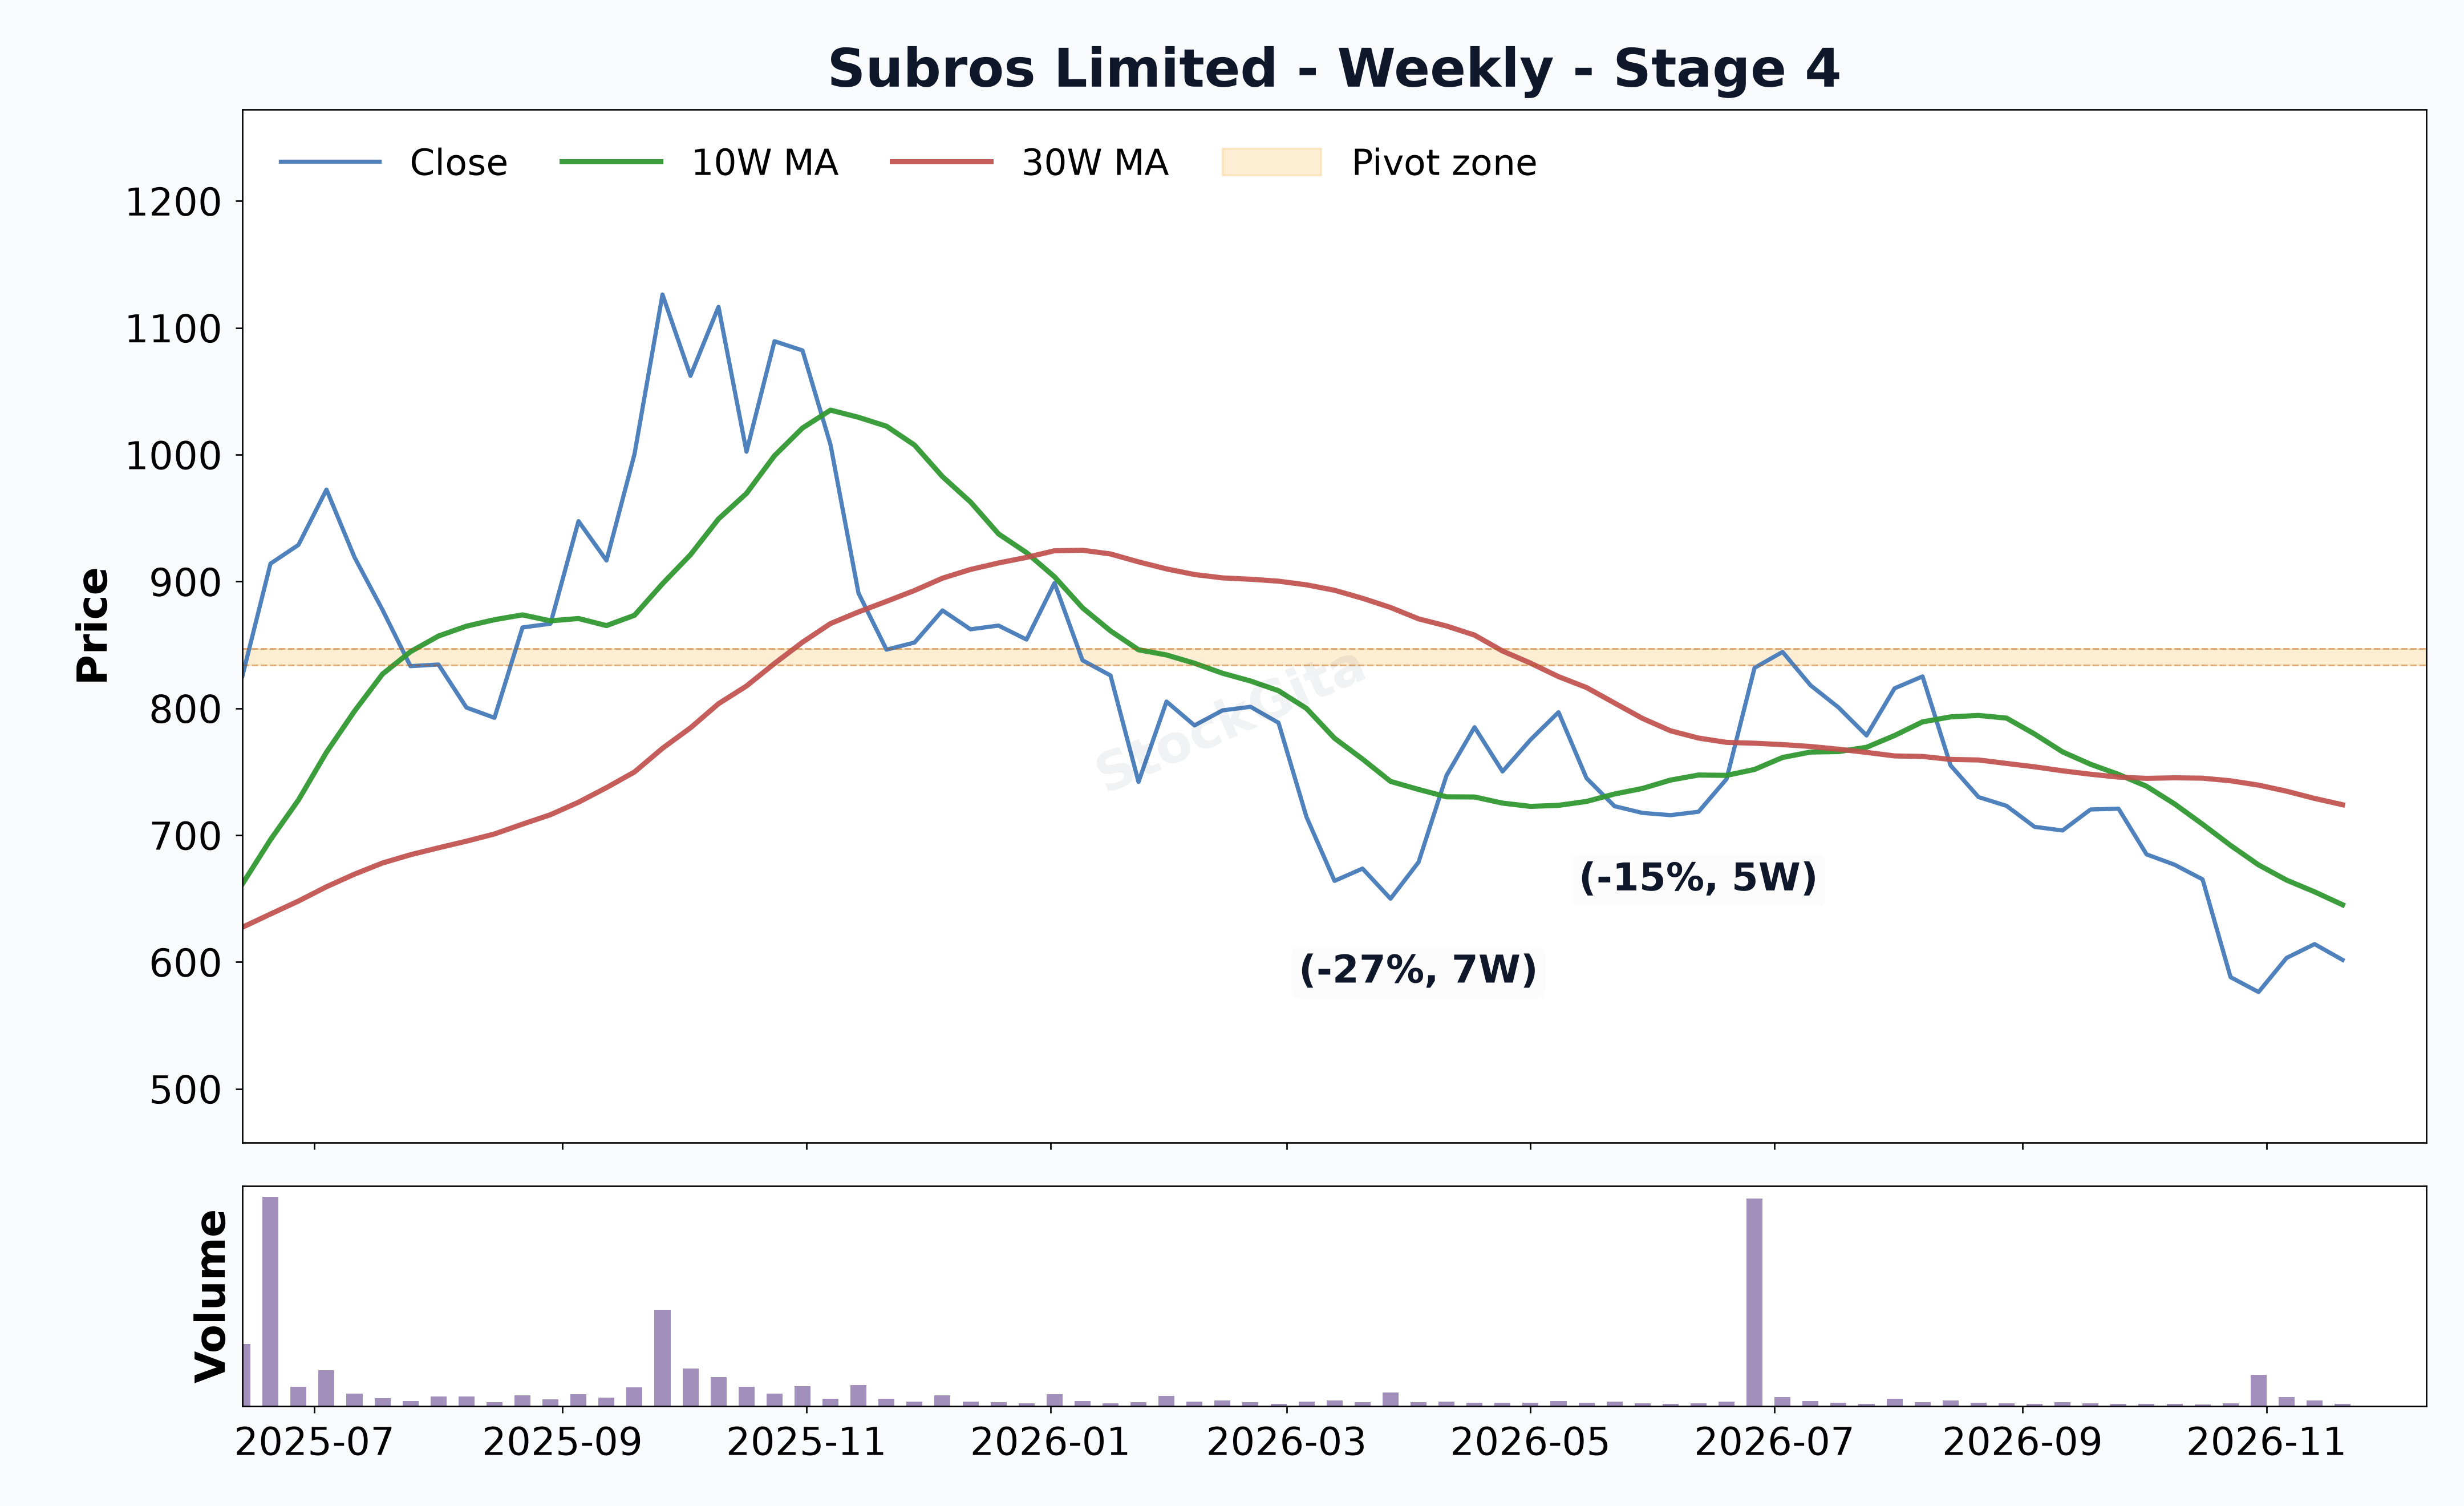 Subros Limited - Weekly - Stage 4
Close 10W MA 30W MA Pivot zone
Price
1200
1100
1000
900
800
700
600
500
StockGita
(-15%, 5W)
(-27%, 7W)
Volume
2025-07 2025-09 2025-11 2026-01 2026-03 2026-05 2026-07 2026-09 2026-11